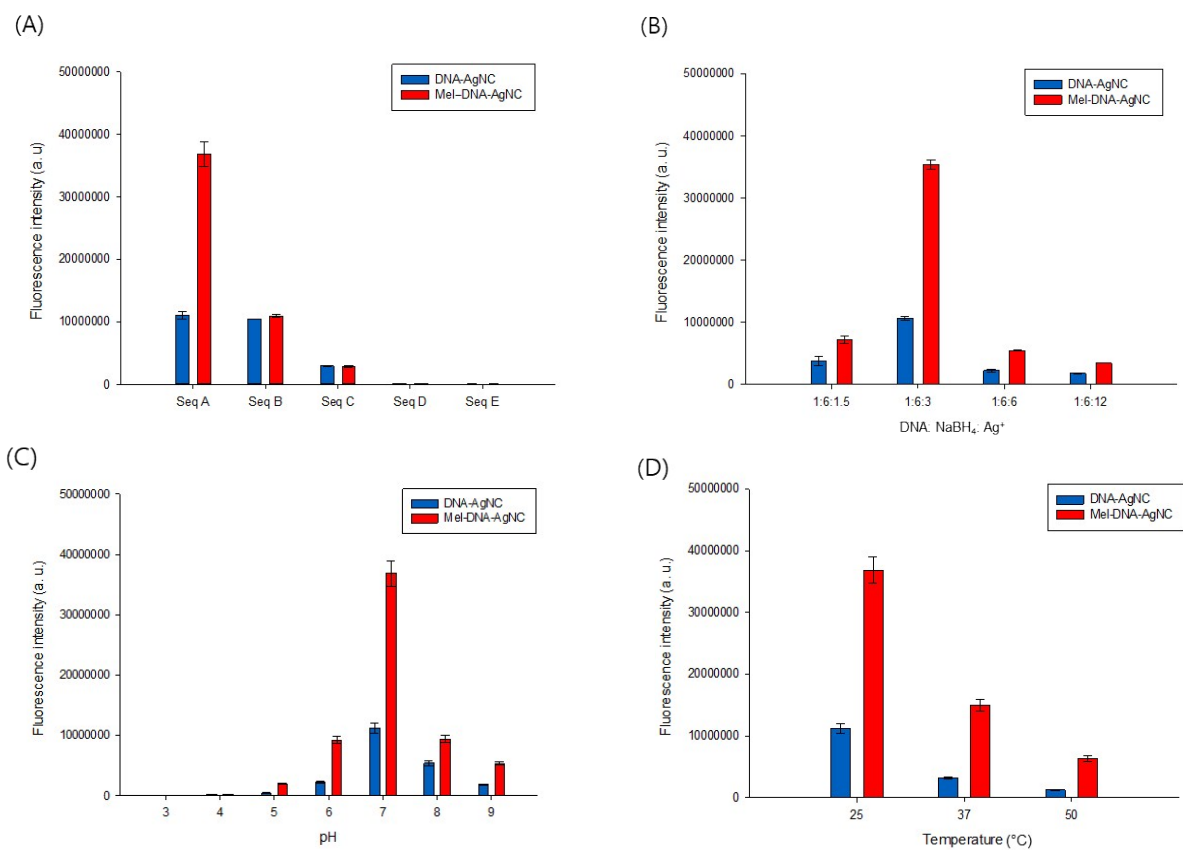 (A)
50000000
40000000
30000000
20000000
10000000
0
Fluorescence intensity (a. u)
DNA-AgNC
Mel–DNA-AgNC
Seq A Seq B Seq C Seq D Seq E
(B)
50000000
40000000
30000000
20000000
10000000
0
Fluorescence intensity (a. u.)
DNA-AgNC
Mel-DNA-AgNC
1:6:1.5 1:6:3 1:6:6 1:6:12
DNA: NaBH₄: Ag⁺
(C)
50000000
40000000
30000000
20000000
10000000
0
Fluorescence intensity (a. u.)
DNA-AgNC
Mel-DNA-AgNC
3 4 5 6 7 8 9
pH
(D)
50000000
40000000
30000000
20000000
10000000
0
Fluorescence intensity (a. u.)
DNA-AgNC
Mel-DNA-AgNC
25 37 50
Temperature (°C)